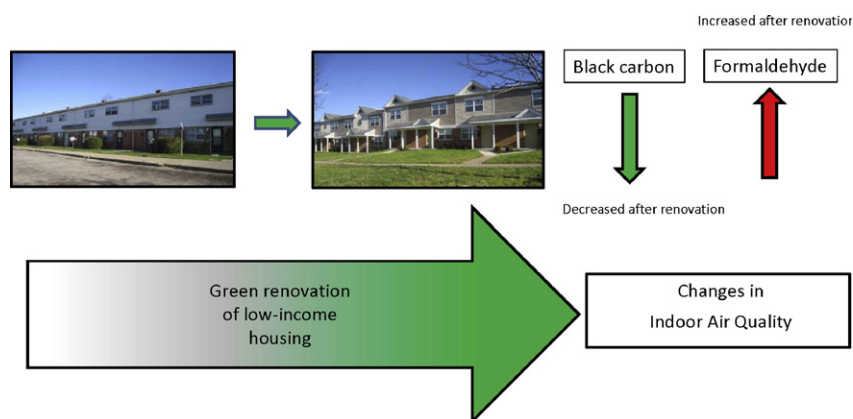 Increased after renovation
Black carbon
Formaldehyde
Decreased after renovation
Green renovation
of low-income
housing
Changes in
Indoor Air Quality